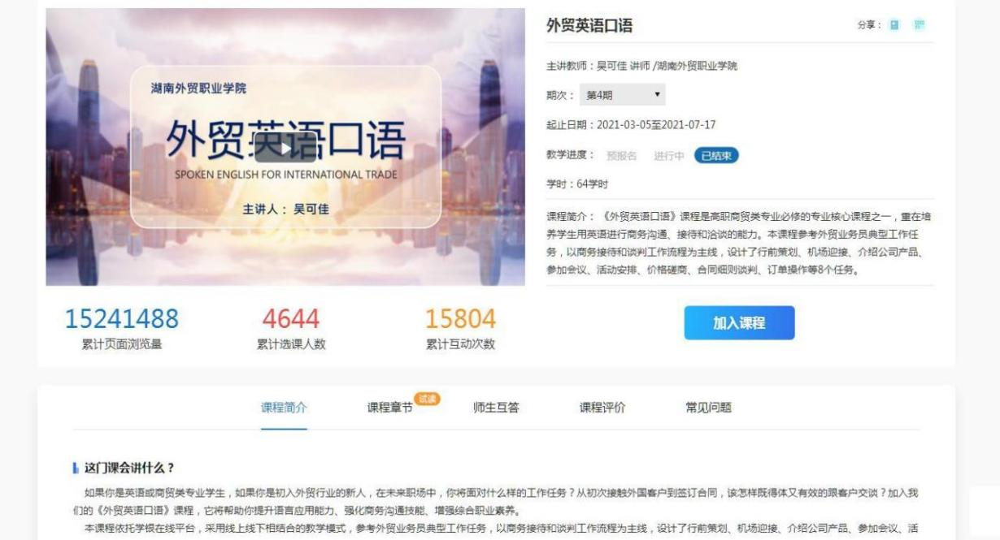 湖南外贸职业学院
外贸英语口语
SPOKEN ENGLISH FOR INTERNATIONAL TRADE
主讲人：吴可佳
15241488
累计页面浏览量
4644
累计选课人数
15804
累计互动次数
外贸英语口语
分享：
主讲教师：吴可佳 讲师 /湖南外贸职业学院
期次： 第4期
起止日期：2021-03-05至2021-07-17
教学进度： 预报名 进行中 已结束
学时：64学时
课程简介：《外贸英语口语》课程是高职商贸类专业必修的专业核心课程之一，重在培
养学生用英语进行商务沟通、接待和洽谈的能力。本课程参考外贸业务员典型工作任
务，以商务接待和谈判工作流程为主线，设计了行前策划、机场迎接、介绍公司产品、
参加会议、活动安排、价格磋商、合同细则谈判、订单操作等8个任务。
加入课程
课程简介 课程章节 试读 师生互答 课程评价 常见问题
这门课会讲什么？
如果你是英语或商贸类专业学生，如果你是初入外贸行业的新人，在未来职场中，你将面对什么样的工作任务？从初次接触外国客户到签订合同，该怎样既得体又有效的跟客户交谈？加入我
们的《外贸英语口语》课程，它将帮助你提升语言应用能力、强化商务沟通技能、增强综合职业素养。
本课程依托学银在线平台，采用线上线下相结合的教学模式，参考外贸业务员典型工作任务，以商务接待和谈判工作流程为主线，设计了行前策划、机场迎接、介绍公司产品、参加会议、活